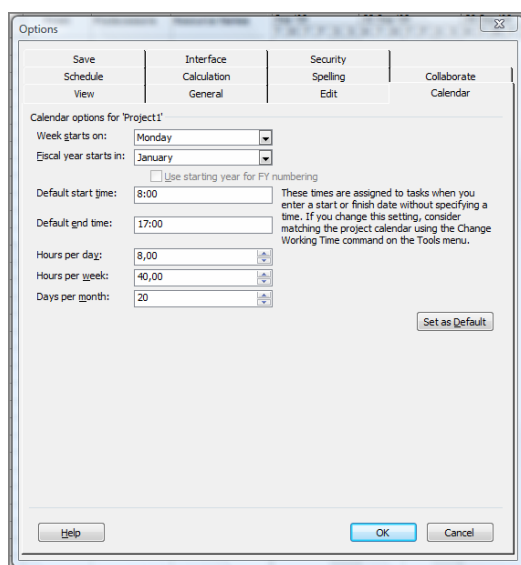 Options
Save Interface Security
Schedule Calculation Spelling Collaborate
View General Edit Calendar
Calendar options for 'Project1'
Week starts on: Monday
Fiscal year starts in: January
Use starting year for FY numbering
Default start time: 8:00
These times are assigned to tasks when you
enter a start or finish date without specifying a
time. If you change this setting, consider
matching the project calendar using the Change
Working Time command on the Tools menu.
Default end time: 17:00
Hours per day: 8,00
Hours per week: 40,00
Days per month: 20
Set as Default
Help OK Cancel